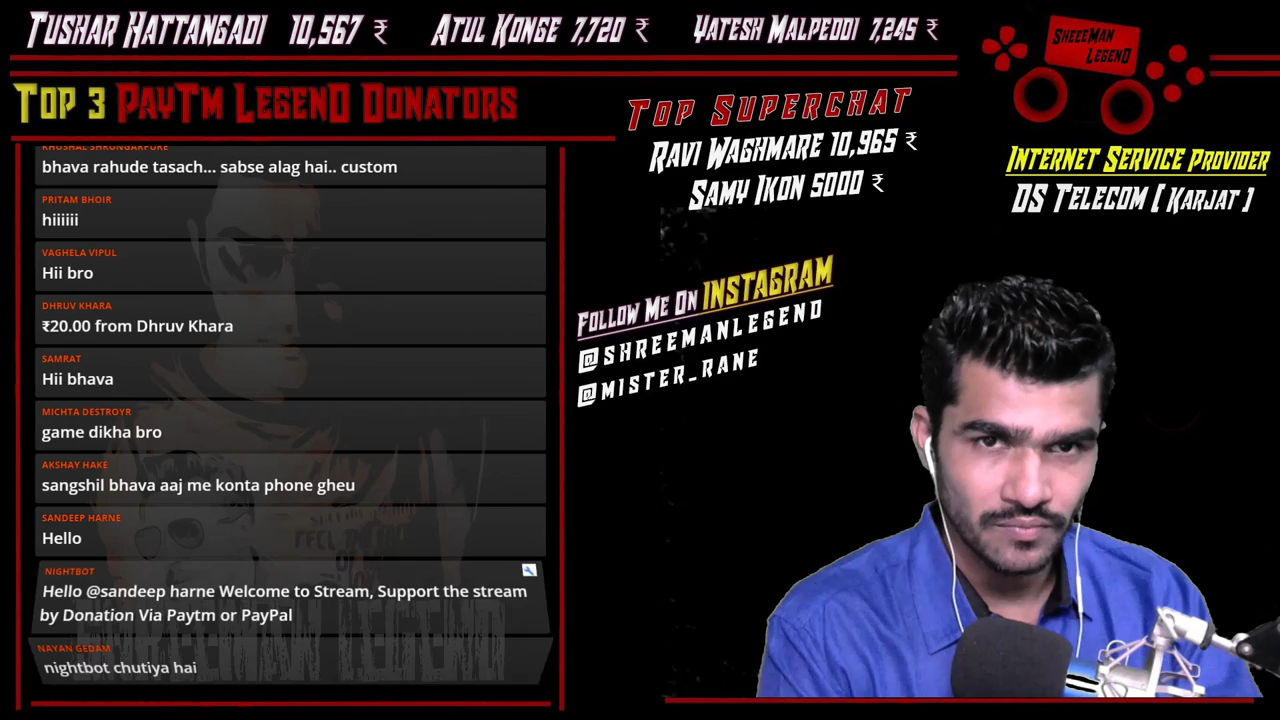 Tushar Hattangadi 10,567 ₹ Atul Konge 7,720 ₹ Yatesh Malpeddi 7,245 ₹
SheeeMan
Legend
Top 3 PayTm Legend Donators
Top Superchat
Ravi Waghmare 10,965 ₹
Samy Ikon 5000 ₹
Internet Service Provider
DS Telecom [ Karjat ]
Follow Me On Instagram
@shreemanlegend
@mister_rane
KHUSHAL SHRUNGARPURE
bhava rahude tasach... sabse alag hai.. custom
PRITAM BHOIR
hiiiiii
VAGHELA VIPUL
Hii bro
DHRUV KHARA
₹20.00 from Dhruv Khara
SAMRAT
Hii bhava
MICHTA DESTROYR
game dikha bro
AKSHAY HAKE
sangshil bhava aaj me konta phone gheu
SANDEEP HARNE
Hello
NIGHTBOT
Hello @sandeep harne Welcome to Stream, Support the stream
by Donation Via Paytm or PayPal
NAYAN GEDAM
nightbot chutiya hai
SHREEMAN LEGEND